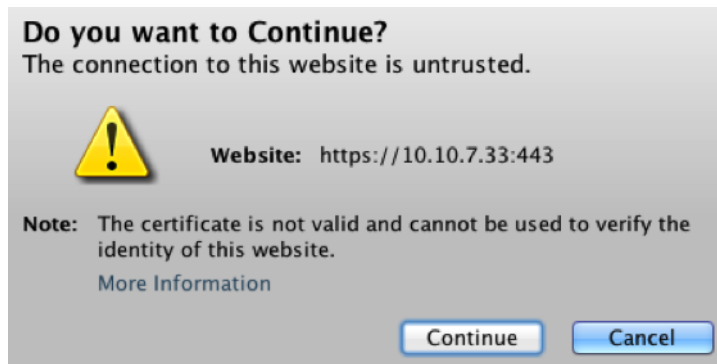 Do you want to Continue?
The connection to this website is untrusted.
Website: https://10.10.7.33:443
Note: The certificate is not valid and cannot be used to verify the
identity of this website.
More Information
Continue Cancel